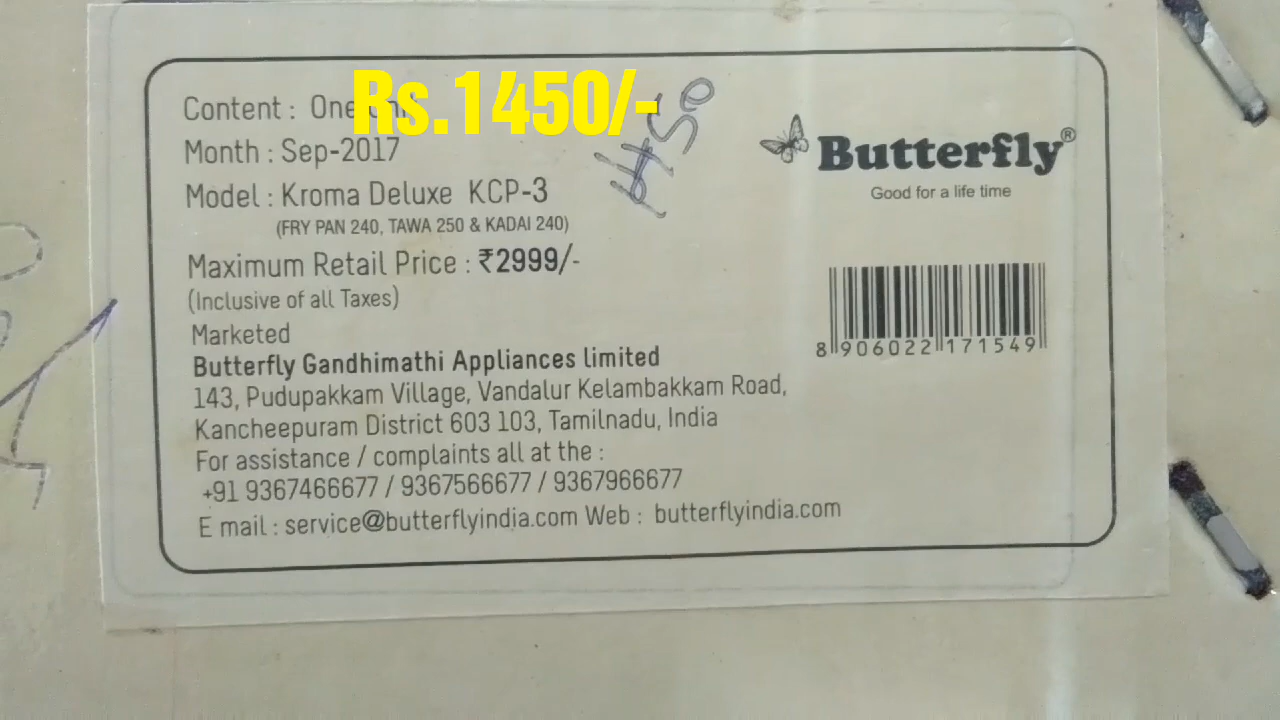 Rs.1450/-
Content : One
Month : Sep-2017
Model : Kroma Deluxe KCP-3
(FRY PAN 240, TAWA 250 & KADAI 240)
Maximum Retail Price : ₹2999/-
(Inclusive of all Taxes)
Marketed
Butterfly Gandhimathi Appliances limited
143, Pudupakkam Village, Vandalur Kelambakkam Road,
Kancheepuram District 603 103, Tamilnadu, India
For assistance / complaints all at the :
+91 9367466677 / 9367566677 / 9367966677
E mail : service@butterflyindia.com Web : butterflyindia.com
Butterfly®
Good for a life time
8 906022 171549